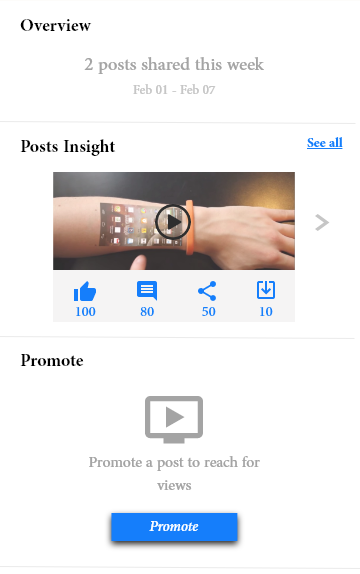 Overview
2 posts shared this week
Feb 01 - Feb 07
Posts Insight
See all
100 80 50 10
Promote
Promote a post to reach for
views
Promote